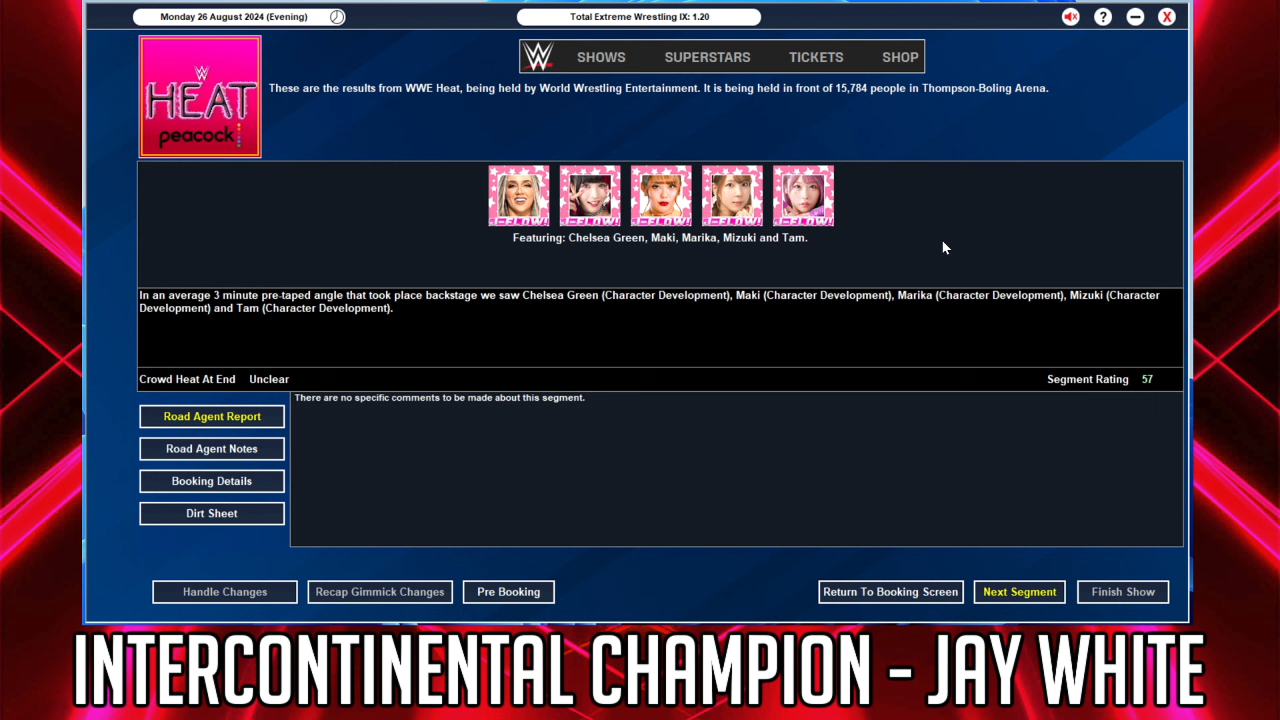 Monday 26 August 2024 (Evening)
Total Extreme Wrestling IX: 1.20
?
X
SHOWS
SUPERSTARS
TICKETS
SHOP
HEAT
peacock
These are the results from WWE Heat, being held by World Wrestling Entertainment. It is being held in front of 15,784 people in Thompson-Boling Arena.
Featuring: Chelsea Green, Maki, Marika, Mizuki and Tam.
In an average 3 minute pre-taped angle that took place backstage we saw Chelsea Green (Character Development), Maki (Character Development), Marika (Character Development), Mizuki (Character
Development) and Tam (Character Development).
Crowd Heat At End Unclear
Segment Rating 57
Road Agent Report
There are no specific comments to be made about this segment.
Road Agent Notes
Booking Details
Dirt Sheet
Handle Changes
Recap Gimmick Changes
Pre Booking
Return To Booking Screen
Next Segment
Finish Show
INTERCONTINENTAL CHAMPION - JAY WHITE